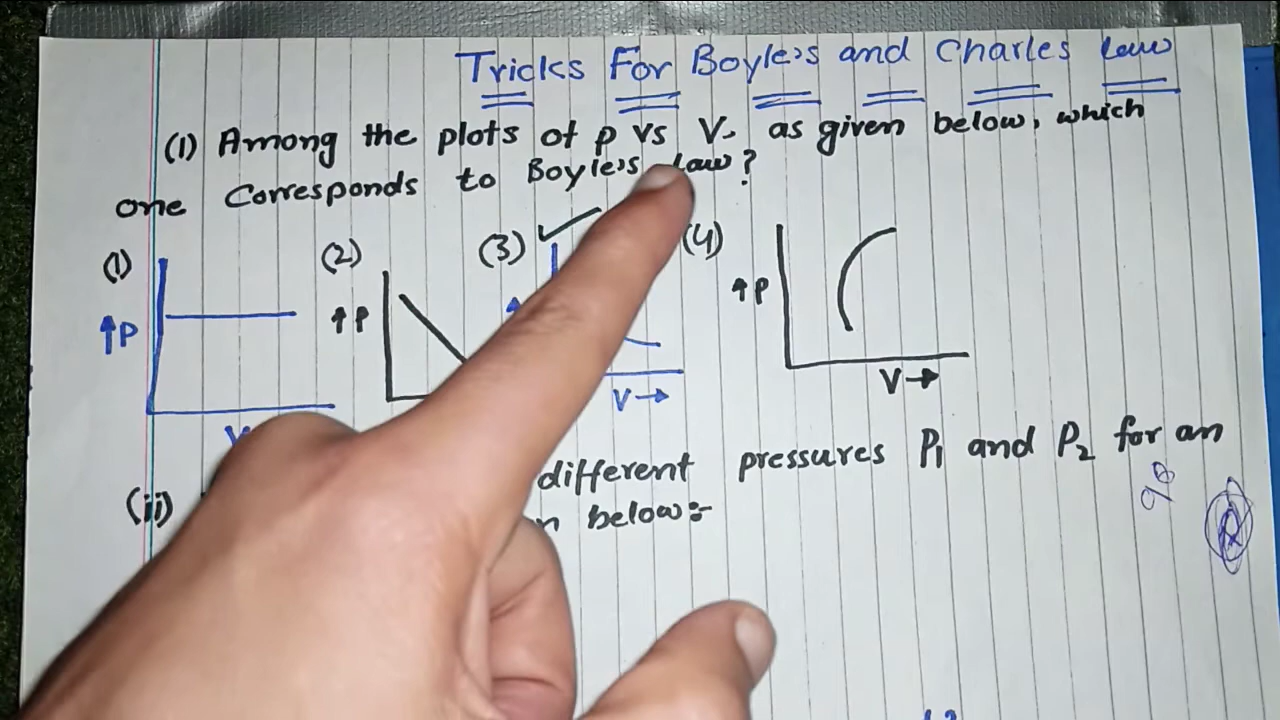 Tricks For Boyle's and Charles Law
(1) Among the plots of P vs V. as given below, which
one Corresponds to Boyle's Law?
(1) (2) (3) (4)
↑P ↑P ↑P
V→ V→
(ii) different pressures P₁ and P₂ for an
below:-